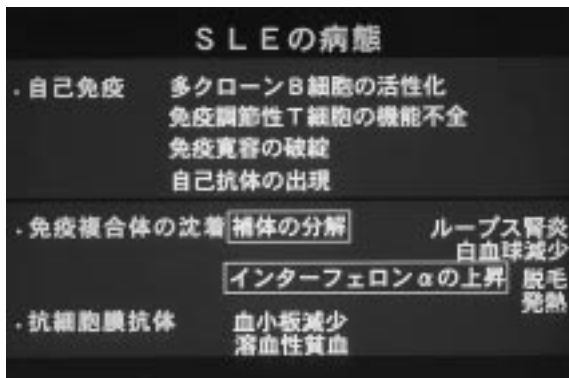 SLEの病態
・自己免疫 多クローンB細胞の活性化
免疫調節性T細胞の機能不全
免疫寛容の破綻
自己抗体の出現
・免疫複合体の沈着 補体の分解 ループス腎炎
白血球減少
インターフェロンαの上昇 脱毛
発熱
・抗細胞膜抗体 血小板減少
溶血性貧血